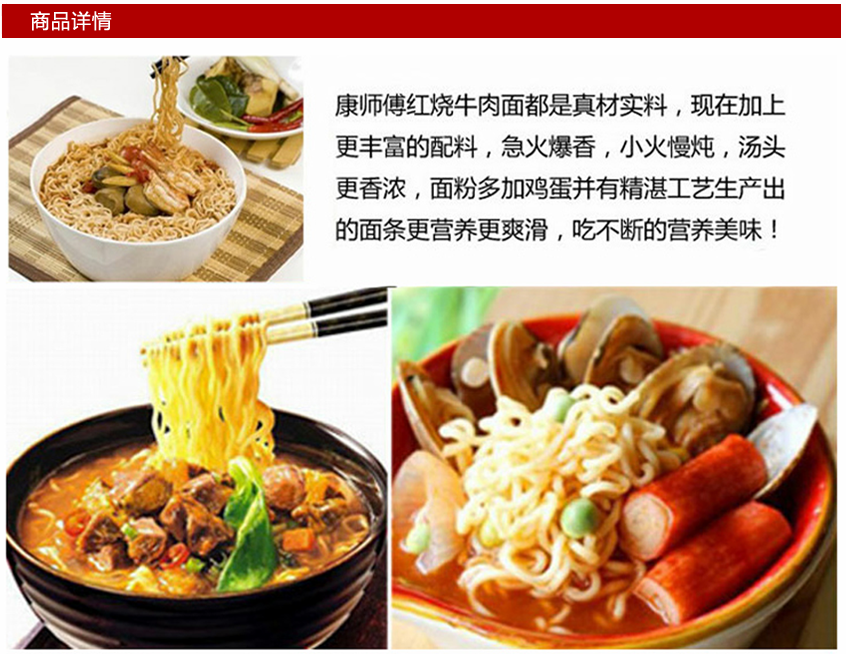 商品详情
康师傅红烧牛肉面都是真材实料，现在加上
更丰富的配料，急火爆香，小火慢炖，汤头
更香浓，面粉多加鸡蛋并有精湛工艺生产出
的面条更营养更爽滑，吃不断的营养美味！